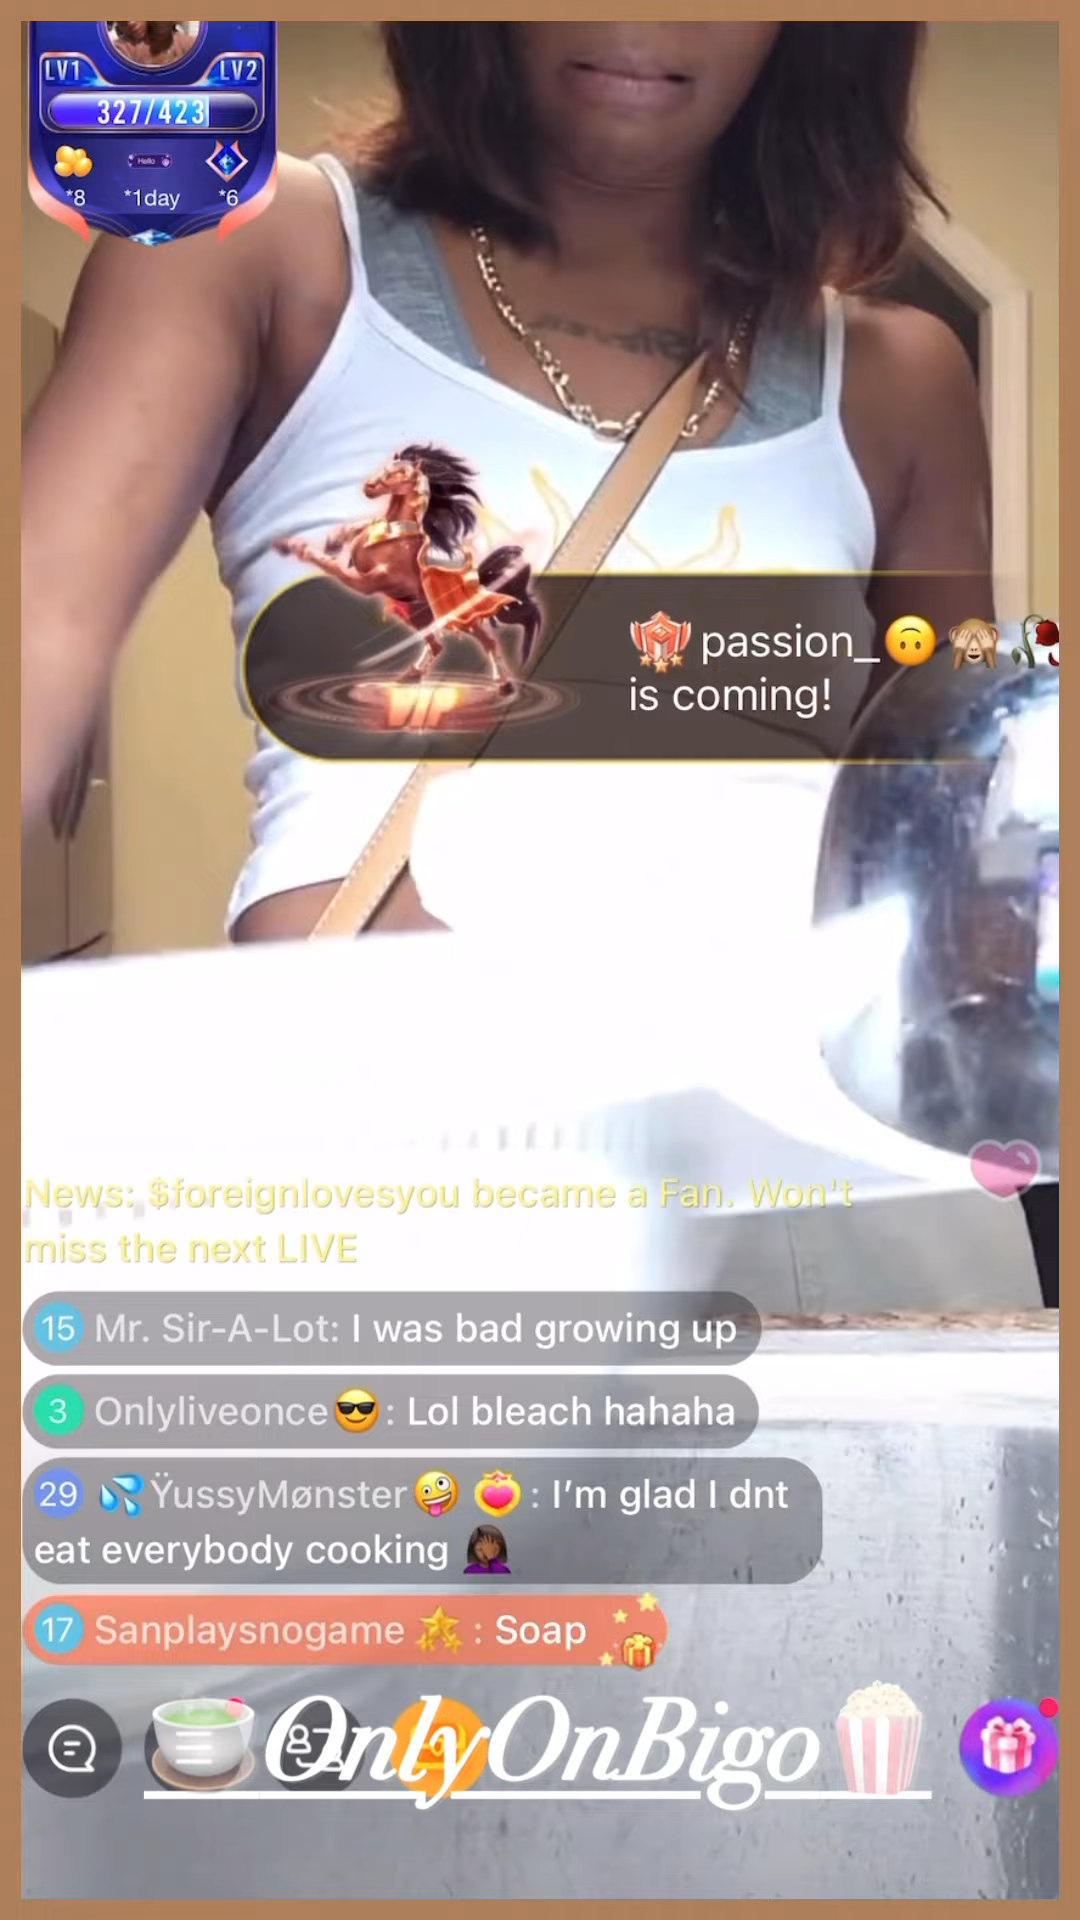 LV1 LV2
327/423
Hello
*8 *1day *6
passion_🙃🙈🥀
is coming!
VIP
News: $foreignlovesyou became a Fan. Won't
miss the next LIVE
15 Mr. Sir-A-Lot: I was bad growing up
3 Onlyliveonce😎: Lol bleach hahaha
29 💦ŸussyMønster🤪 : I’m glad I dnt
eat everybody cooking 🤦🏾‍♀️
17 Sanplaysnogame : Soap
🍵OnlyOnBigo🍿